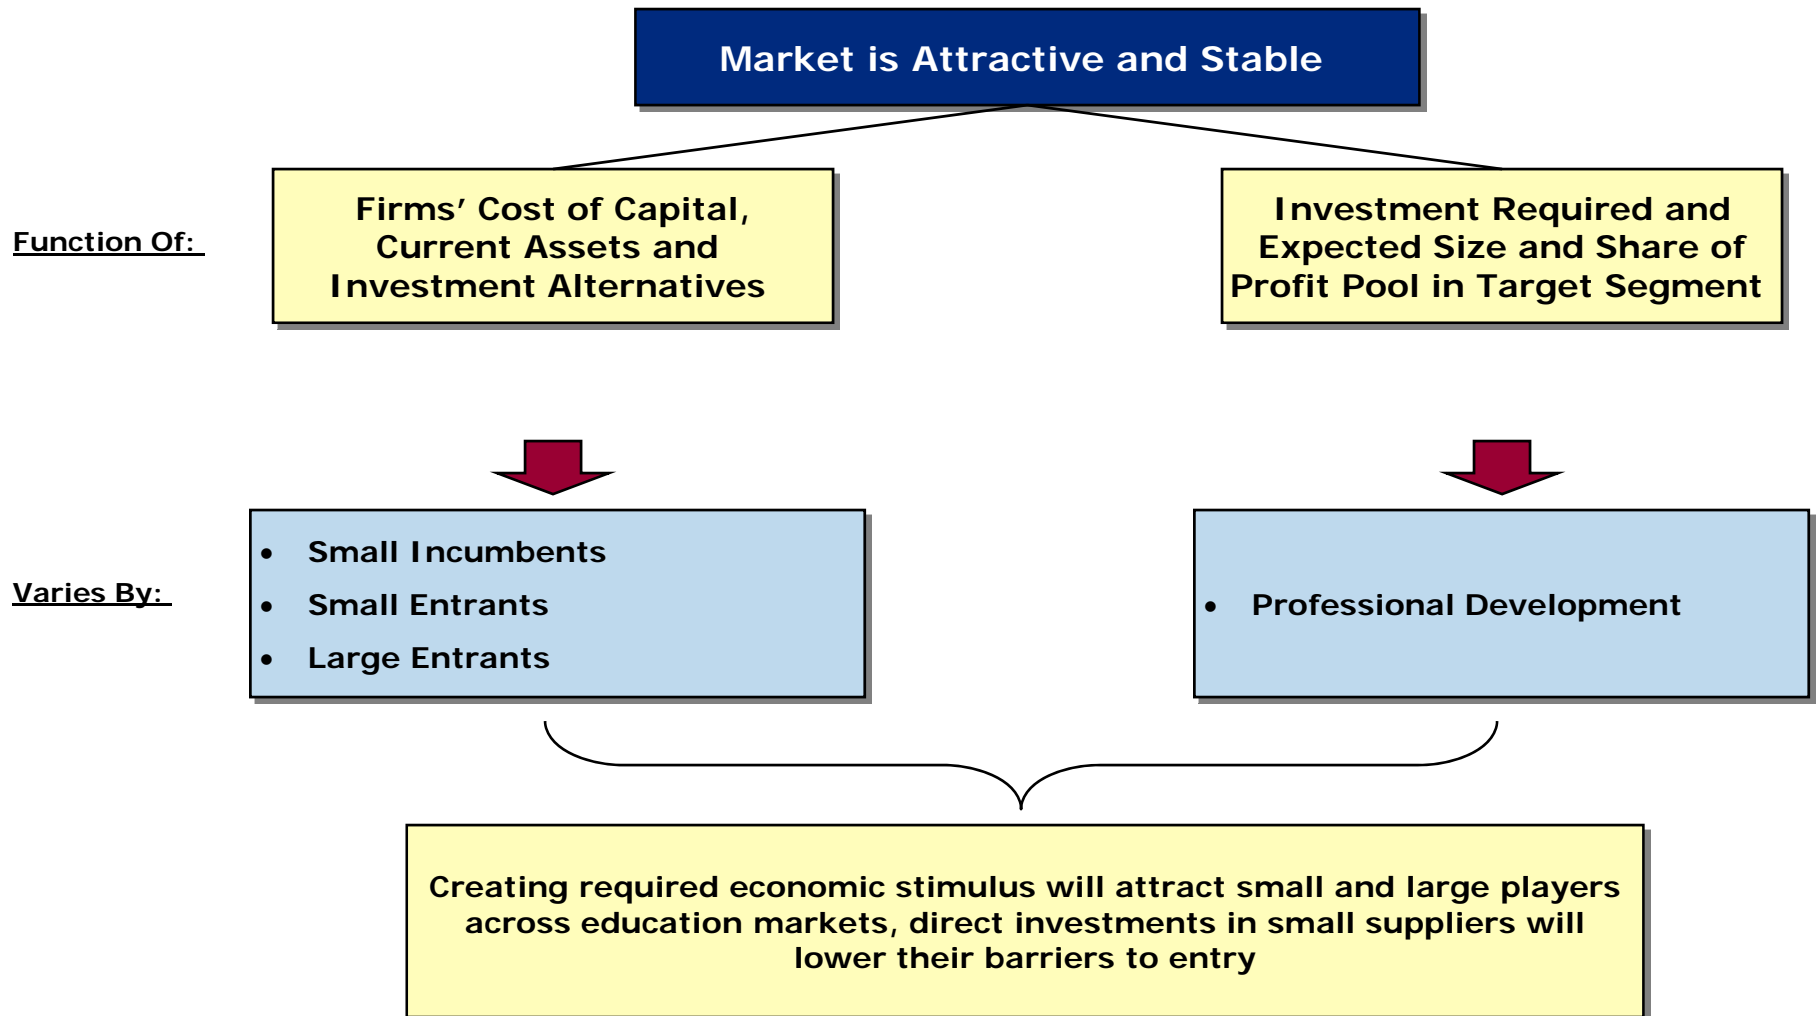 Market is Attractive and Stable
Function Of:
Firms’ Cost of Capital,
Current Assets and
Investment Alternatives
Investment Required and
Expected Size and Share of
Profit Pool in Target Segment
Varies By:
• Small Incumbents
• Small Entrants
• Large Entrants
• Professional Development
Creating required economic stimulus will attract small and large players
across education markets, direct investments in small suppliers will
lower their barriers to entry